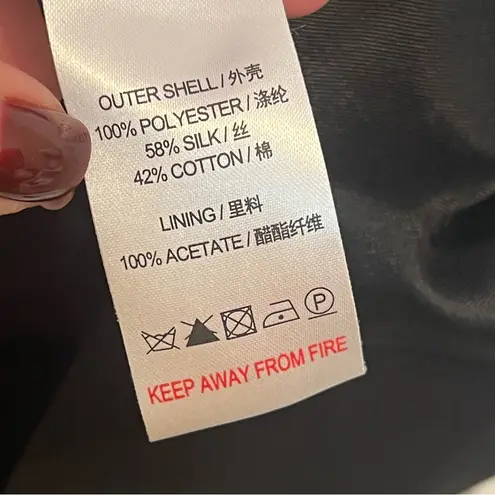 OUTER SHELL/外壳
100% POLYESTER/涤纶
58% SILK/丝
42% COTTON/棉
LINING/里料
100% ACETATE/醋酯纤维
P
KEEP AWAY FROM FIRE